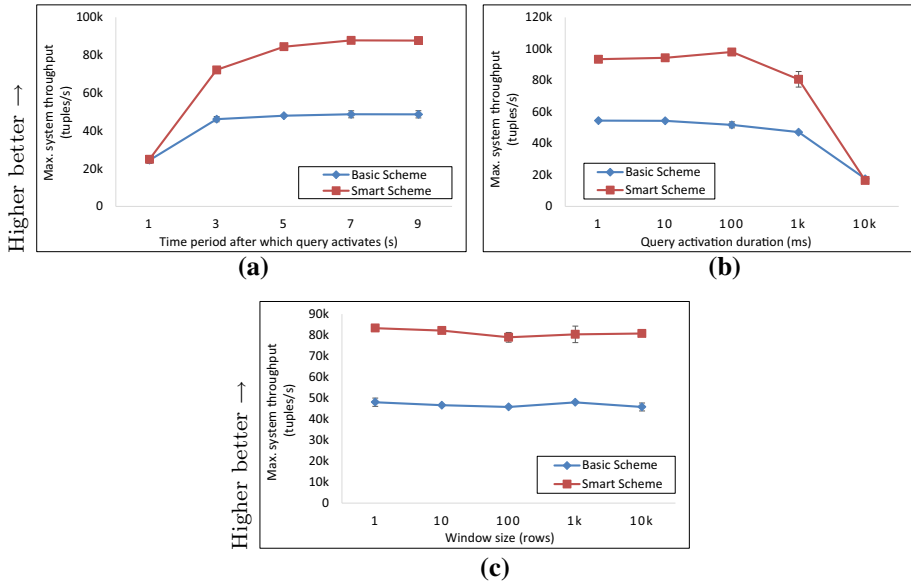 Higher better →
Max. system throughput
(tuples/s)
100k
80k
60k
40k
20k
0
Basic Scheme
Smart Scheme
1 3 5 7 9
Time period after which query activates (s)
(a)
Max. system throughput
(tuples/s)
120k
100k
80k
60k
40k
20k
0
Basic Scheme
Smart Scheme
1 10 100 1k 10k
Query activation duration (ms)
(b)
Higher better →
Max. system throughput
(tuples/s)
90k
80k
70k
60k
50k
40k
30k
20k
10k
0
Basic Scheme
Smart Scheme
1 10 100 1k 10k
Window size (rows)
(c)